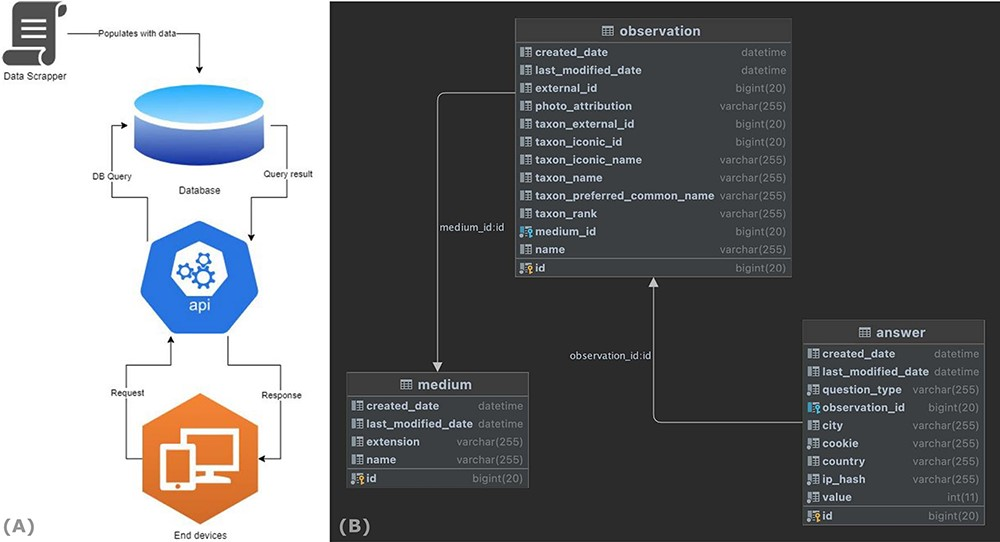 Data Scrapper
Populates with data
Database
DB Query
Query result
api
Request
Response
End devices
(A)
observation
created_date datetime
last_modified_date datetime
external_id bigint(20)
photo_attribution varchar(255)
taxon_external_id bigint(20)
taxon_iconic_id bigint(20)
taxon_iconic_name varchar(255)
taxon_name varchar(255)
taxon_preferred_common_name varchar(255)
taxon_rank varchar(255)
medium_id bigint(20)
name varchar(255)
id bigint(20)
medium_id:id
observation_id:id
medium
created_date datetime
last_modified_date datetime
extension varchar(255)
name varchar(255)
id bigint(20)
answer
created_date datetime
last_modified_date datetime
question_type varchar(255)
observation_id bigint(20)
city varchar(255)
cookie varchar(255)
country varchar(255)
ip_hash varchar(255)
value int(11)
id bigint(20)
(B)